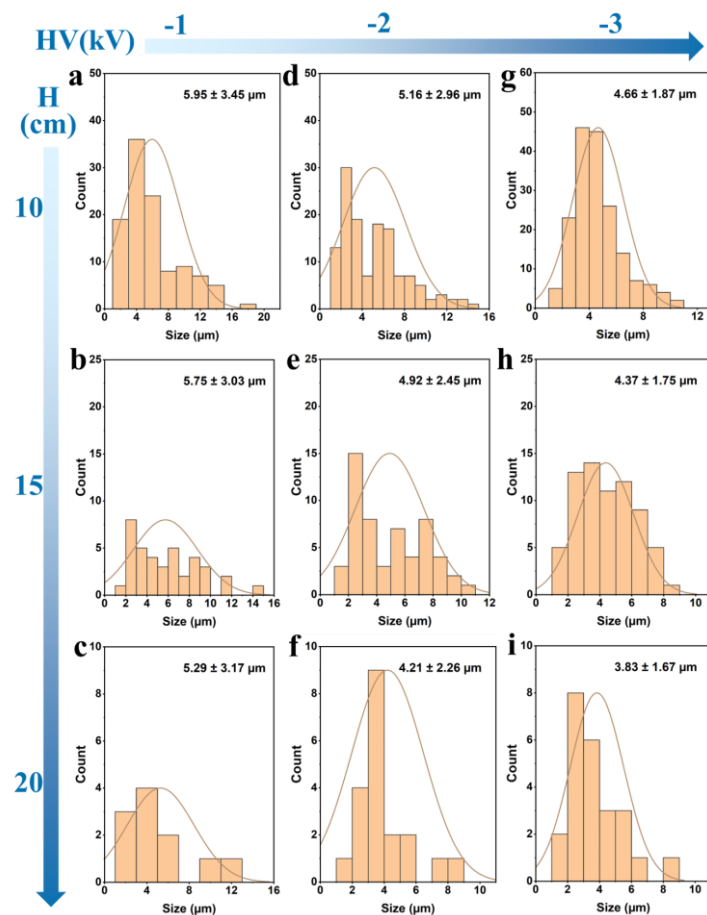 HV(kV) -1 -2 -3
H
(cm)
10
15
20
a
5.95 ± 3.45 μm
Count
50
40
30
20
10
0
0 4 8 12 16 20
Size (μm)
d
5.16 ± 2.96 μm
Count
50
40
30
20
10
0
0 4 8 12 16
Size (μm)
g
4.66 ± 1.87 μm
Count
60
50
40
30
20
10
0
0 4 8 12
Size (μm)
b
5.75 ± 3.03 μm
Count
25
20
15
10
5
0
0 2 4 6 8 10 12 14 16
Size (μm)
e
4.92 ± 2.45 μm
Count
25
20
15
10
5
0
0 2 4 6 8 10 12
Size (μm)
h
4.37 ± 1.75 μm
Count
25
20
15
10
5
0
0 2 4 6 8 10
Size (μm)
c
5.29 ± 3.17 μm
Count
10
8
6
4
2
0
0 4 8 12 16
Size (μm)
f
4.21 ± 2.26 μm
Count
10
8
6
4
2
0
0 2 4 6 8 10
Size (μm)
i
3.83 ± 1.67 μm
Count
10
8
6
4
2
0
0 2 4 6 8 10
Size (μm)